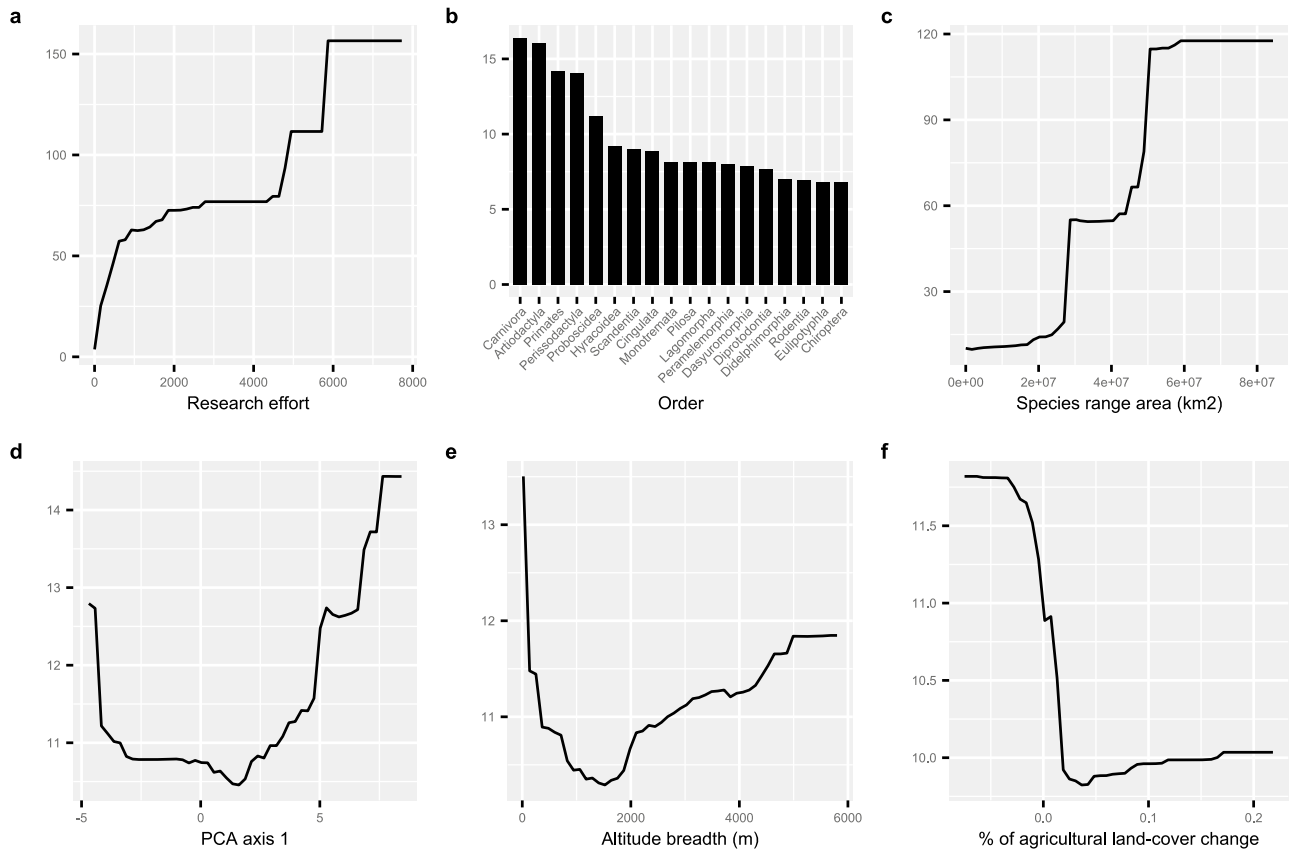 a
150
100
50
0
0 2000 4000 6000 8000
Research effort
b
15
10
5
0
Carnivora
Artiodactyla
Primates
Perissodactyla
Proboscidea
Hyracoidea
Scandentia
Cingulata
Monotremata
Pilosa
Lagomorpha
Peramelemorphia
Dasyuromorphia
Diprotodontia
Didelphimorphia
Rodentia
Eulipotyphla
Chiroptera
Order
c
120
90
60
30
0e+00 2e+07 4e+07 6e+07 8e+07
Species range area (km2)
d
14
13
12
11
-5 0 5
PCA axis 1
e
13
12
11
0 2000 4000 6000
Altitude breadth (m)
f
11.5
11.0
10.5
10.0
0.0 0.1 0.2
% of agricultural land-cover change